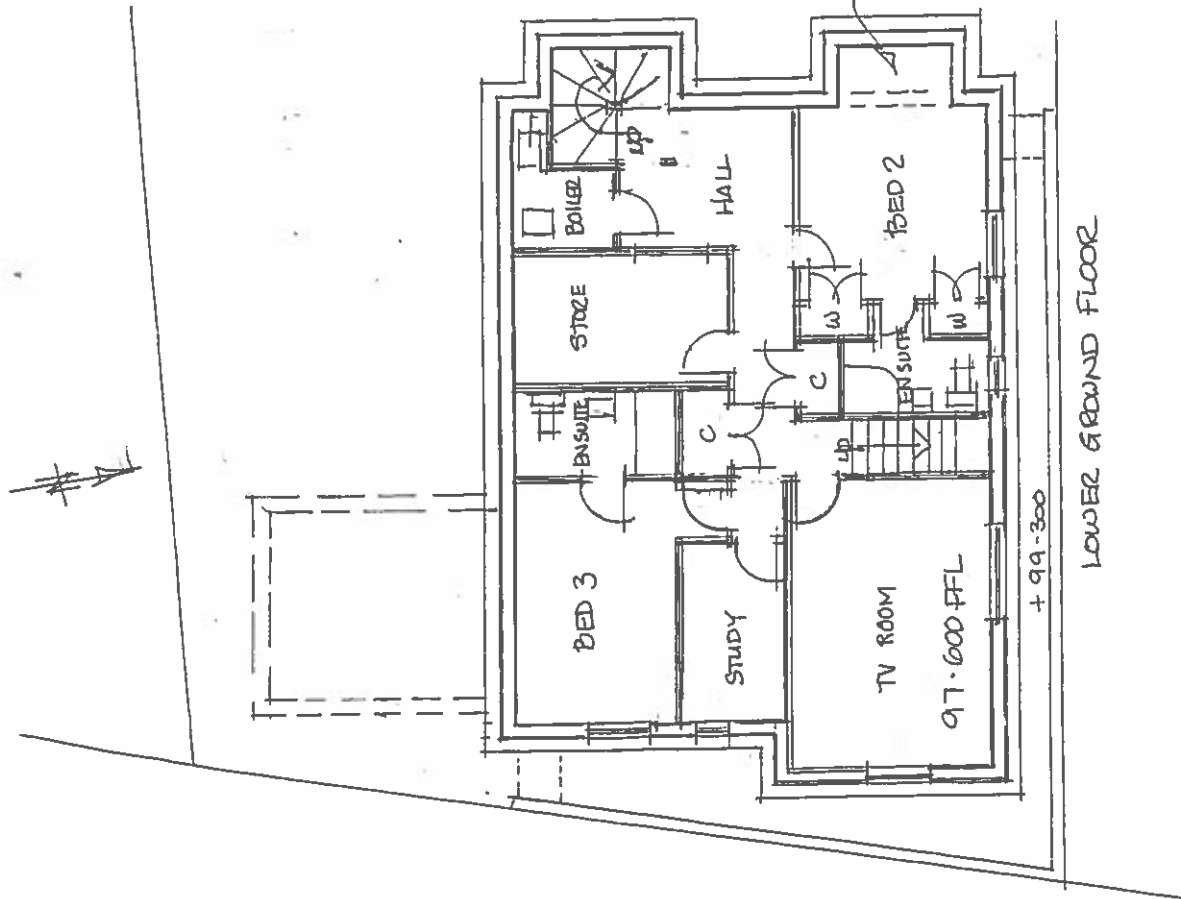 BED 3
ENSUITE
STORE
BOILER
UP
STUDY
C
HALL
UP
C
W
BED 2
TV ROOM
ENSUITE
97·600 FFL
W
+99·300
LOWER GROUND FLOOR